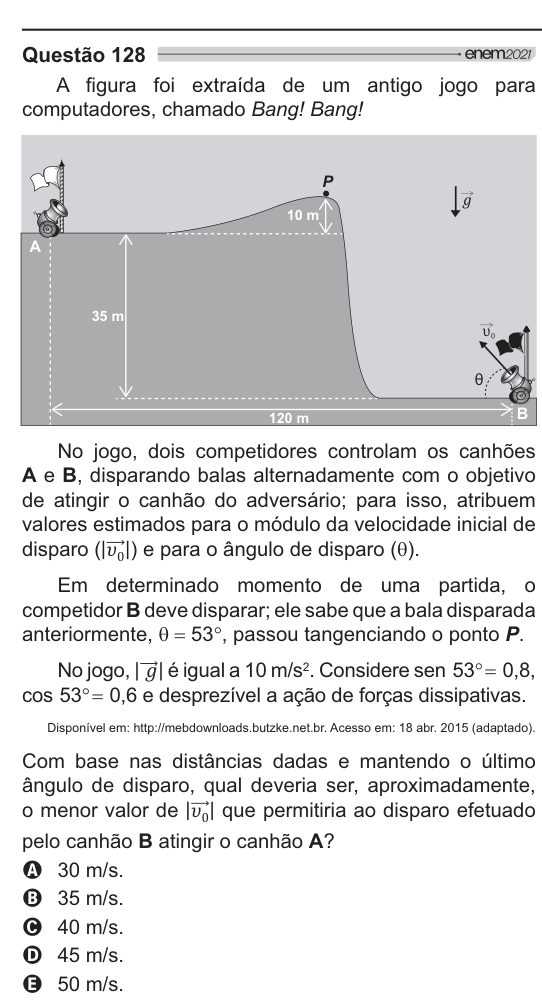 Questão 128
enem2021
A figura foi extraída de um antigo jogo para
computadores, chamado Bang! Bang!
P
g
10 m
A
35 m
v₀
θ
120 m
B
No jogo, dois competidores controlam os canhões
A e B, disparando balas alternadamente com o objetivo
de atingir o canhão do adversário; para isso, atribuem
valores estimados para o módulo da velocidade inicial de
disparo (|v₀|) e para o ângulo de disparo (θ).
Em determinado momento de uma partida, o
competidor B deve disparar; ele sabe que a bala disparada
anteriormente, θ = 53°, passou tangenciando o ponto P.
No jogo, |g| é igual a 10 m/s². Considere sen 53° = 0,8,
cos 53° = 0,6 e desprezível a ação de forças dissipativas.
Disponível em: http://mebdownloads.butzke.net.br. Acesso em: 18 abr. 2015 (adaptado).
Com base nas distâncias dadas e mantendo o último
ângulo de disparo, qual deveria ser, aproximadamente,
o menor valor de |v₀| que permitiria ao disparo efetuado
pelo canhão B atingir o canhão A?
A 30 m/s.
B 35 m/s.
C 40 m/s.
D 45 m/s.
E 50 m/s.